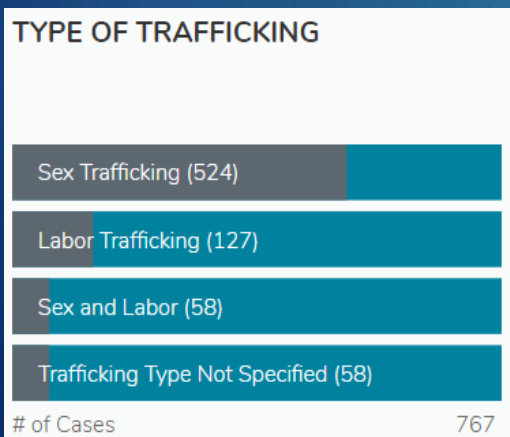 TYPE OF TRAFFICKING
Sex Trafficking (524)
Labor Trafficking (127)
Sex and Labor (58)
Trafficking Type Not Specified (58)
# of Cases 767